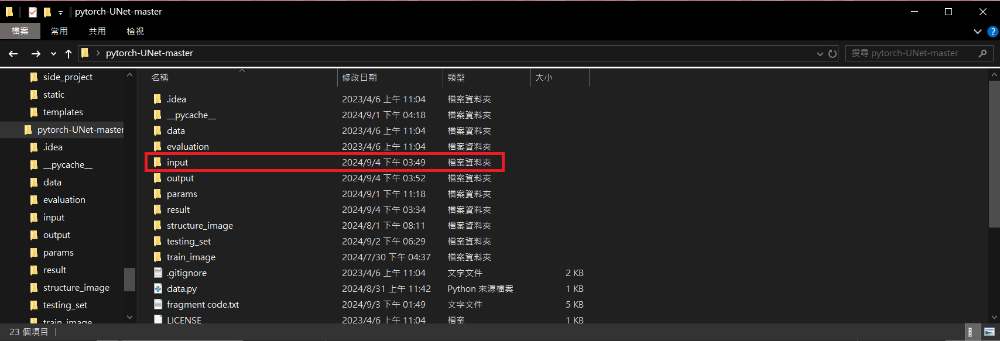 pytorch-UNet-master
檔案 常用 共用 檢視
pytorch-UNet-master 搜尋 pytorch-UNet-master
side_project
static
templates
pytorch-UNet-master
.idea
__pycache__
data
evaluation
input
output
params
result
structure_image
testing_set
train_image
名稱 修改日期 類型 大小
.idea 2023/4/6 上午 11:04 檔案資料夾
__pycache__ 2024/9/1 下午 04:18 檔案資料夾
data 2023/4/6 上午 11:04 檔案資料夾
evaluation 2023/4/6 上午 11:04 檔案資料夾
input 2024/9/4 下午 03:49 檔案資料夾
output 2024/9/4 下午 03:52 檔案資料夾
params 2024/9/1 下午 11:18 檔案資料夾
result 2024/9/4 下午 03:34 檔案資料夾
structure_image 2024/8/1 下午 08:11 檔案資料夾
testing_set 2024/9/2 下午 06:29 檔案資料夾
train_image 2024/7/30 下午 04:37 檔案資料夾
.gitignore 2023/4/6 上午 11:04 文字文件 2 KB
data.py 2024/8/31 上午 11:42 Python 來源檔案 1 KB
fragment code.txt 2024/9/3 下午 01:49 文字文件 5 KB
LICENSE 2023/4/6 上午 11:04 檔案 1 KB
23 個項目